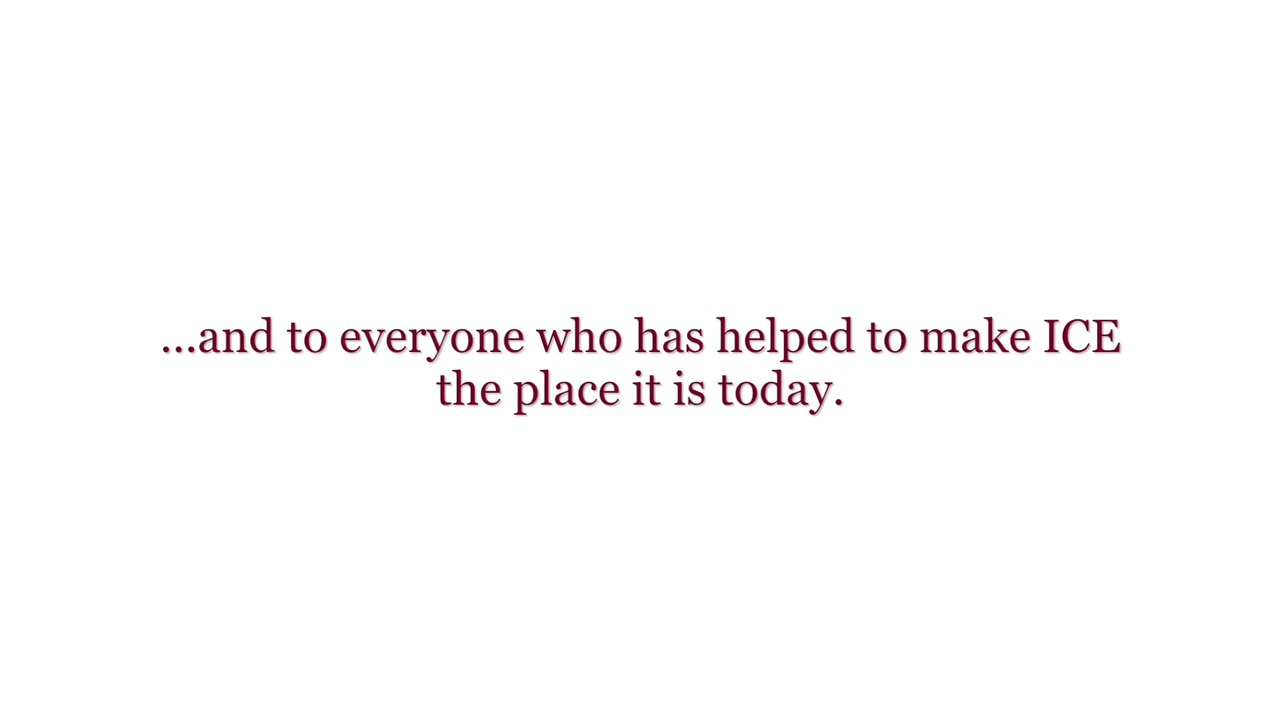 ...and to everyone who has helped to make ICE
the place it is today.